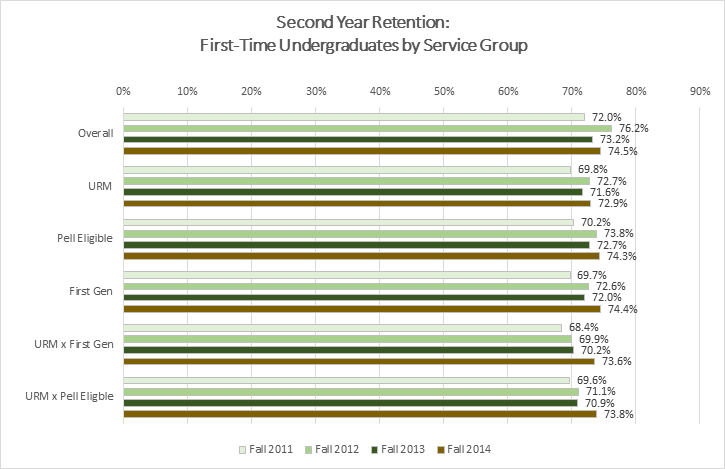 Second Year Retention:
First-Time Undergraduates by Service Group
0% 10% 20% 30% 40% 50% 60% 70% 80% 90%
Overall
72.0%
76.2%
73.2%
74.5%
URM
69.8%
72.7%
71.6%
72.9%
Pell Eligible
70.2%
73.8%
72.7%
74.3%
First Gen
69.7%
72.6%
72.0%
74.4%
URM x First Gen
68.4%
69.9%
70.2%
73.6%
URM x Pell Eligble
69.6%
71.1%
70.9%
73.8%
Fall 2011 Fall 2012 Fall 2013 Fall 2014